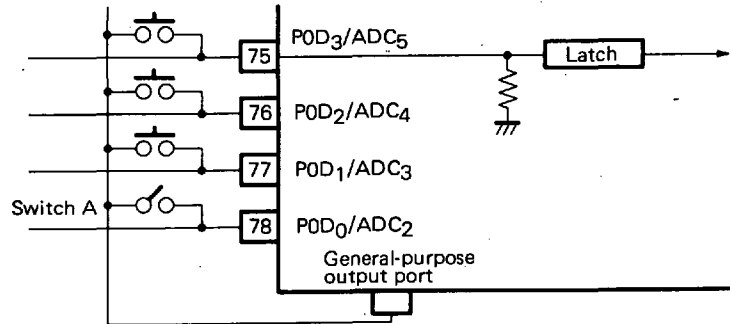 75 P0D3/ADC5 Latch
76 P0D2/ADC4
77 P0D1/ADC3
Switch A 78 P0D0/ADC2
General-purpose
output port